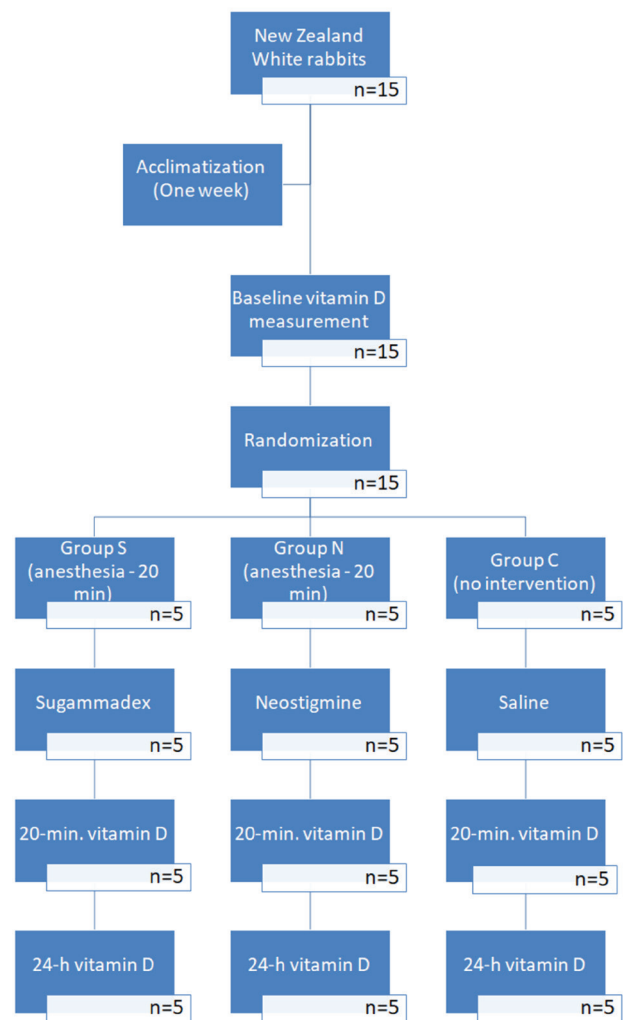 New Zealand
White rabbits
n=15
Acclimatization
(One week)
Baseline vitamin D
measurement
n=15
Randomization
n=15
Group S
(anesthesia - 20
min)
n=5
Group N
(anesthesia - 20
min)
n=5
Group C
(no intervention)
n=5
Sugammadex
n=5
Neostigmine
n=5
Saline
n=5
20-min. vitamin D
n=5
20-min. vitamin D
n=5
20-min. vitamin D
n=5
24-h vitamin D
n=5
24-h vitamin D
n=5
24-h vitamin D
n=5